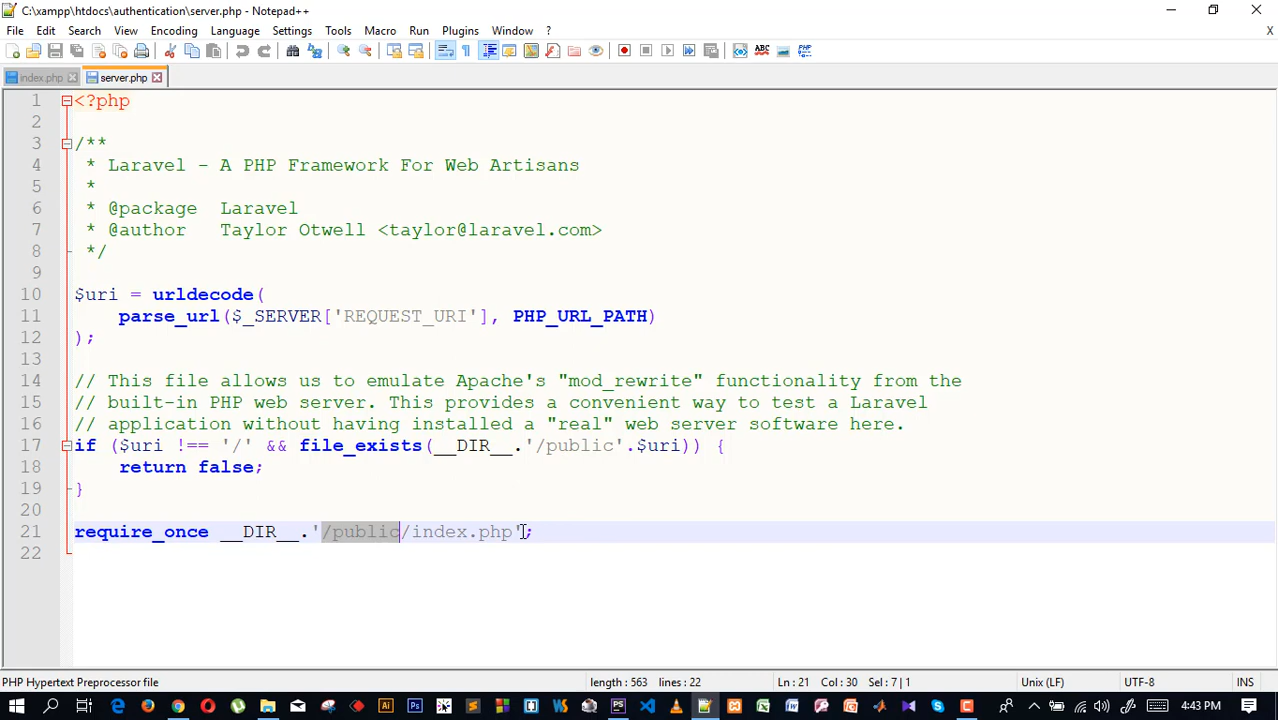 C:\xampp\htdocs\authentication\server.php - Notepad++
File Edit Search View Encoding Language Settings Tools Macro Run Plugins Window ? X
index.php server.php
1 <?php
2
3 /**
4 * Laravel - A PHP Framework For Web Artisans
5 *
6 * @package Laravel
7 * @author Taylor Otwell <taylor@laravel.com>
8 */
9
10 $uri = urldecode(
11 parse_url($_SERVER['REQUEST_URI'], PHP_URL_PATH)
12 );
13
14 // This file allows us to emulate Apache's "mod_rewrite" functionality from the
15 // built-in PHP web server. This provides a convenient way to test a Laravel
16 // application without having installed a "real" web server software here.
17 if ($uri !== '/' && file_exists(__DIR__.'/public'.$uri)) {
18 return false;
19 }
20
21 require_once __DIR__.'/public/index.php';
22
PHP Hypertext Preprocessor file length : 563 lines : 22 Ln : 21 Col : 30 Sel : 7 | 1 Unix (LF) UTF-8 INS
4:43 PM